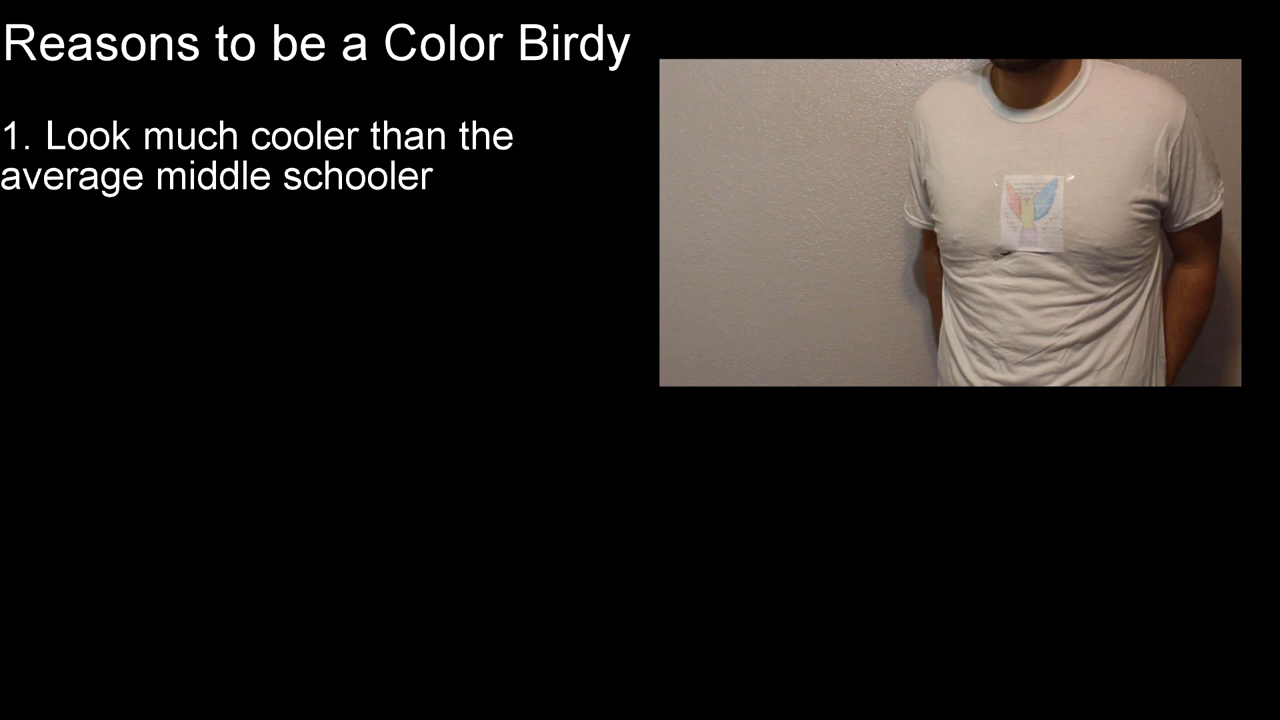 Reasons to be a Color Birdy
1. Look much cooler than the
average middle schooler